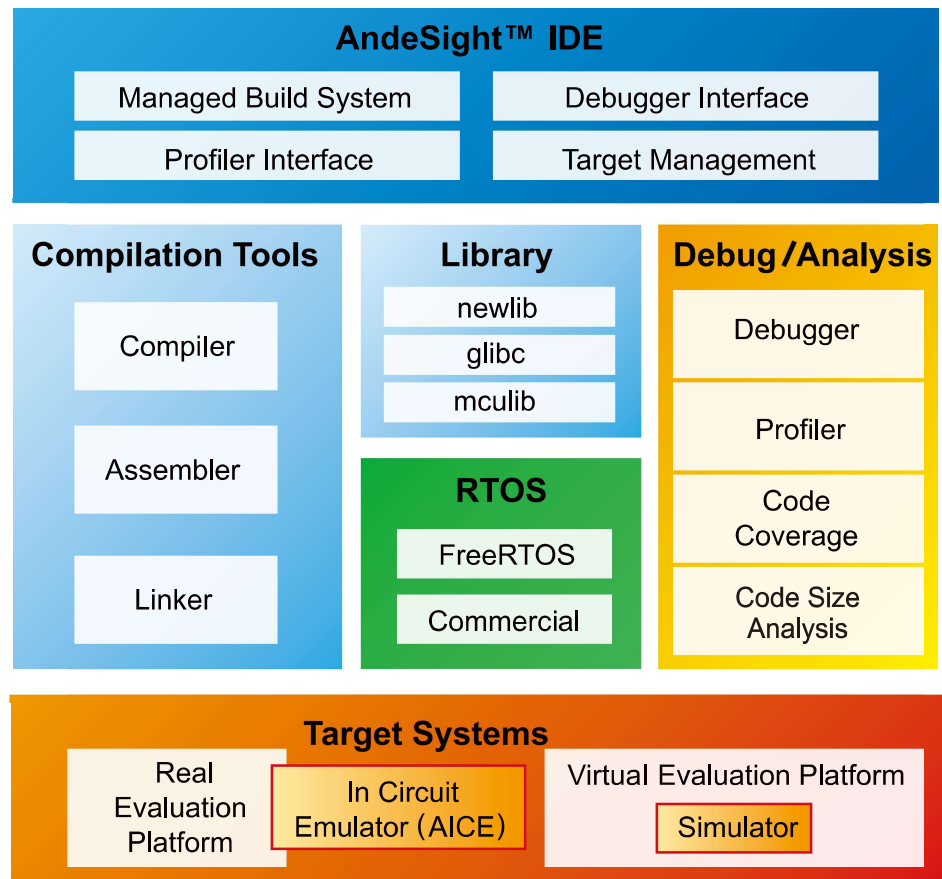 AndeSight™ IDE
Managed Build System
Debugger Interface
Profiler Interface
Target Management
Compilation Tools
Compiler
Assembler
Linker
Library
newlib
glibc
mculib
RTOS
FreeRTOS
Commercial
Debug/Analysis
Debugger
Profiler
Code
Coverage
Code Size
Analysis
Target Systems
Real
Evaluation
Platform
In Circuit
Emulator (AICE)
Virtual Evaluation Platform
Simulator